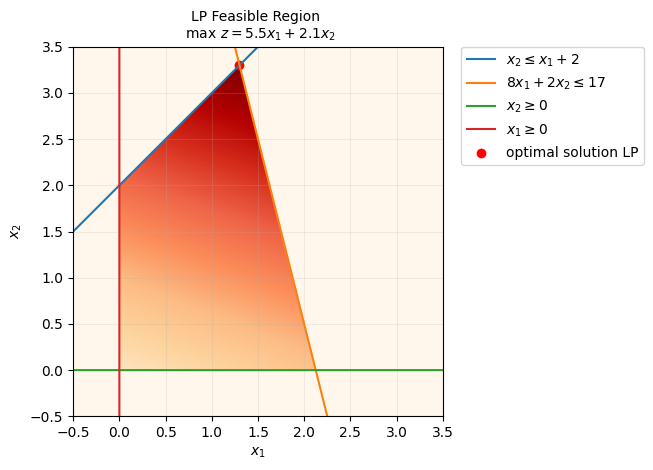 LP Feasible Region
max z = 5.5x₁ + 2.1x₂
x₂ ≤ x₁ + 2
8x₁ + 2x₂ ≤ 17
x₂ ≥ 0
x₁ ≥ 0
optimal solution LP
3.5
3.0
2.5
2.0
1.5
1.0
0.5
0.0
−0.5
x₂
−0.5 0.0 0.5 1.0 1.5 2.0 2.5 3.0 3.5
x₁